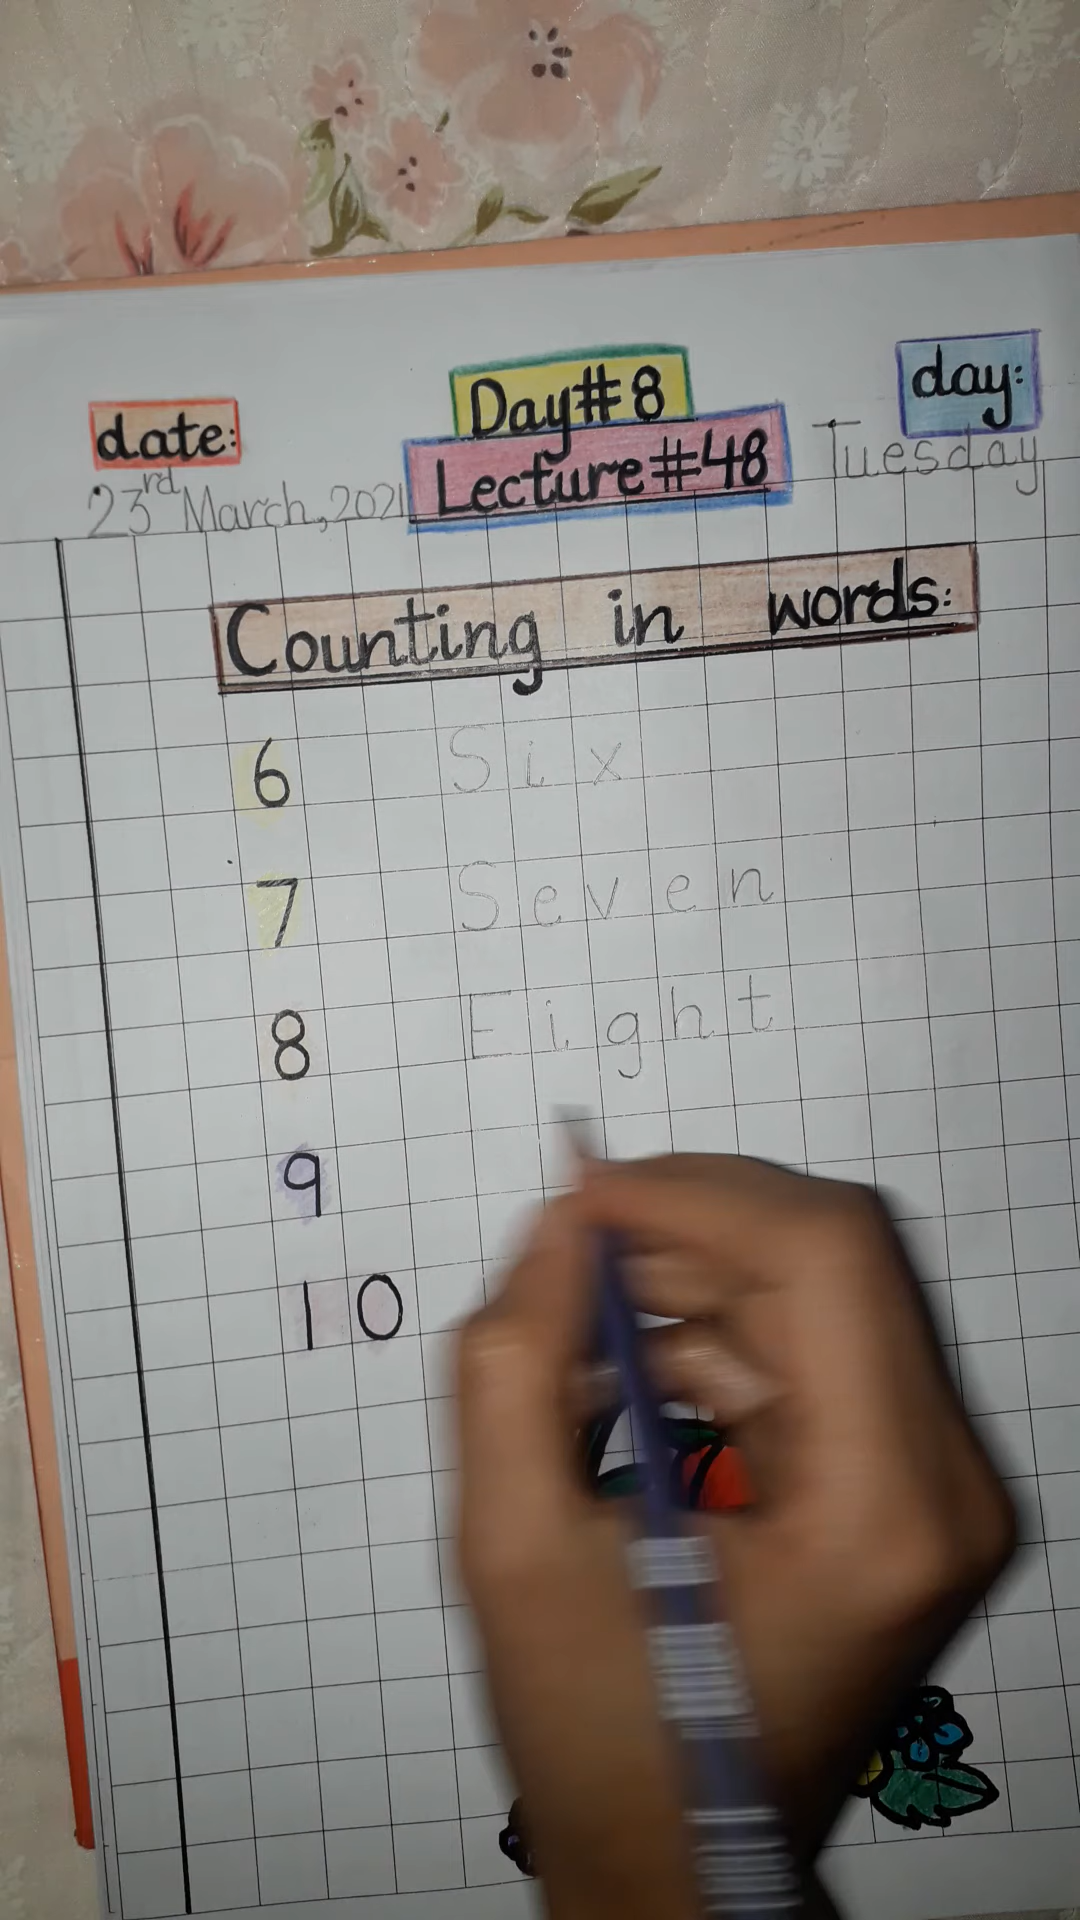 Day#8
day:
date:
Lecture#48
Tuesday
23rd March, 2021
Counting in words:
6 Six
7 Seven
8 Eight
9
10